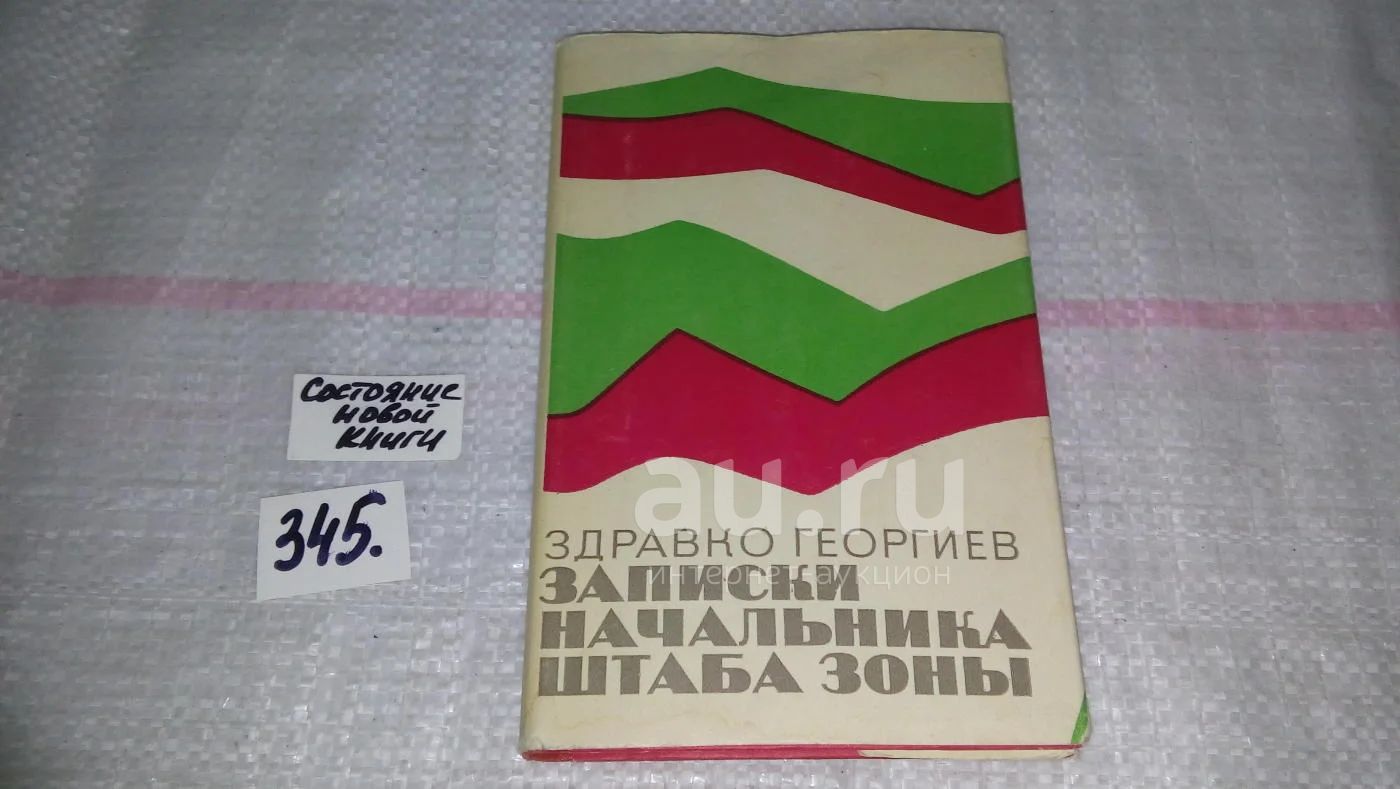 Состояние
новой
книги
345.
au.ru
ЗДРАВКО ГЕОРГИЕВ
интернет-аукцион
ЗАПИСКИ
НАЧАЛЬНИКА
ШТАБА ЗОНЫ